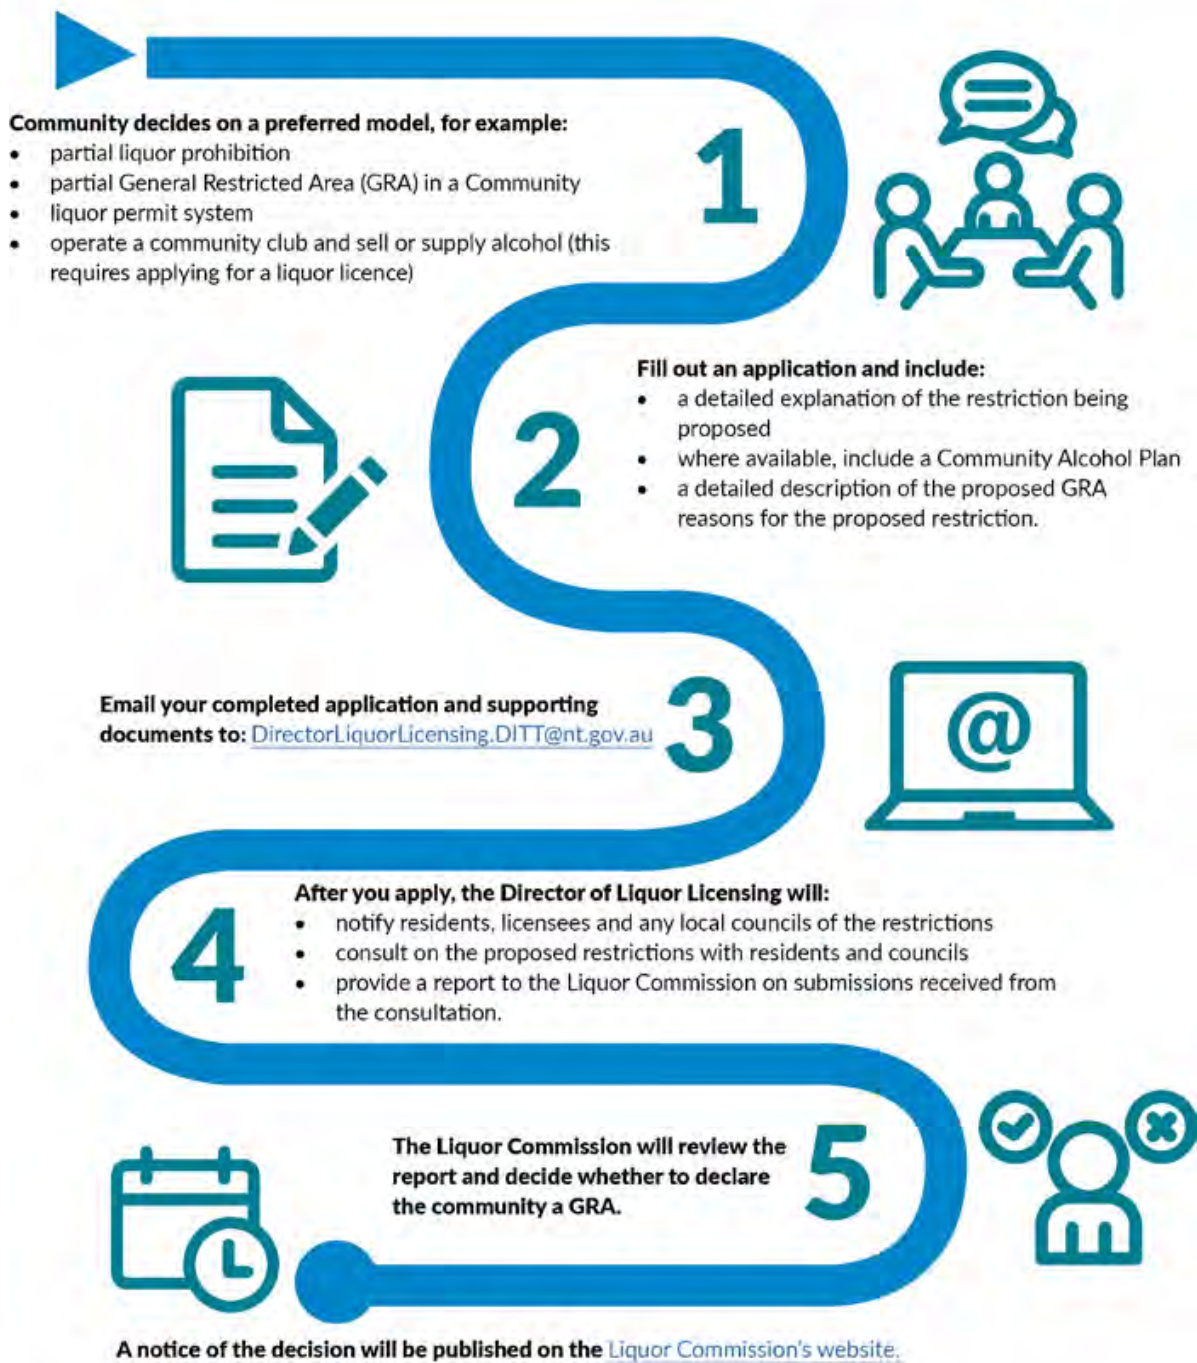 Community decides on a preferred model, for example:
• partial liquor prohibition
• partial General Restricted Area (GRA) in a Community
• liquor permit system
• operate a community club and sell or supply alcohol (this
requires applying for a liquor licence)
1
2
Fill out an application and include:
• a detailed explanation of the restriction being
proposed
• where available, include a Community Alcohol Plan
• a detailed description of the proposed GRA
reasons for the proposed restriction.
Email your completed application and supporting
documents to: DirectorLiquorLicensing.DITT@nt.gov.au
3
@
4
After you apply, the Director of Liquor Licensing will:
• notify residents, licensees and any local councils of the restrictions
• consult on the proposed restrictions with residents and councils
• provide a report to the Liquor Commission on submissions received from
the consultation.
The Liquor Commission will review the
report and decide whether to declare
the community a GRA.
5
A notice of the decision will be published on the Liquor Commission's website.